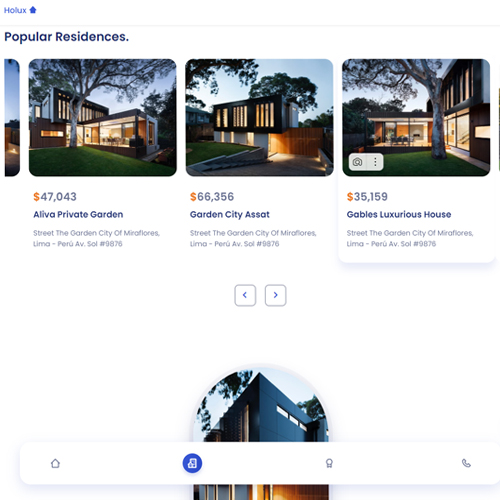 Holux
Popular Residences.
$47,043
Aliva Private Garden
Street The Garden City Of Miraflores,
Lima - Perú Av. Sol #9876
$66,356
Garden City Assat
Street The Garden City Of Miraflores,
Lima - Perú Av. Sol #9876
$35,159
Gables Luxurious House
Street The Garden City Of Miraflores,
Lima - Perú Av. Sol #9876